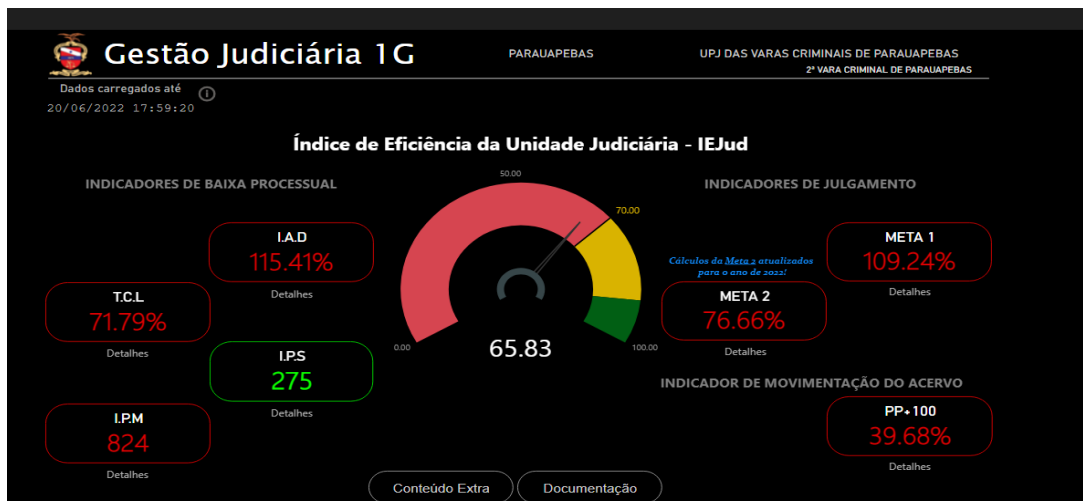 Gestão Judiciária 1G
PARAUAPEBAS
UPJ DAS VARAS CRIMINAIS DE PARAUAPEBAS
2ª VARA CRIMINAL DE PARAUAPEBAS
Dados carregados até
20/06/2022 17:59:20
Índice de Eficiência da Unidade Judiciária - IEJud
INDICADORES DE BAIXA PROCESSUAL
I.A.D
115.41%
Detalhes
T.C.L
71.79%
Detalhes
I.P.S
275
Detalhes
I.P.M
824
Detalhes
50.00
70.00
0.00
65.83
100.00
INDICADORES DE JULGAMENTO
META 1
109.24%
Detalhes
Cálculos da Meta 2 atualizados
para o ano de 2022!
META 2
76.66%
Detalhes
INDICADOR DE MOVIMENTAÇÃO DO ACERVO
PP+100
39.68%
Detalhes
Conteúdo Extra
Documentação